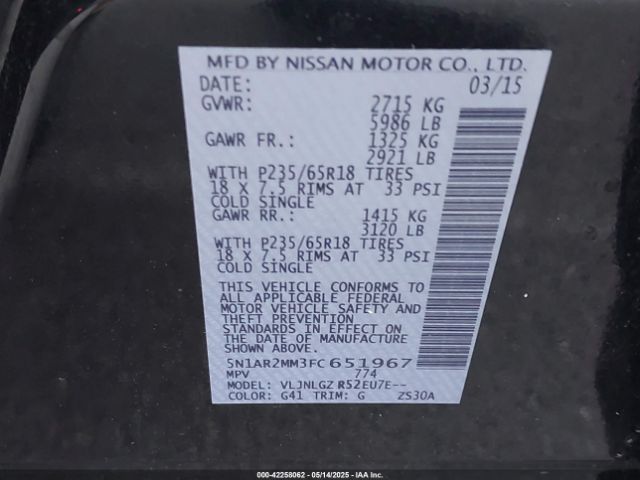 MFD BY NISSAN MOTOR CO., LTD.
DATE: 03/15
GVWR: 2715 KG
5986 LB
GAWR FR.: 1325 KG
2921 LB
WITH P235/65R18 TIRES
18 X 7.5 RIMS AT 33 PSI
COLD SINGLE
GAWR RR.: 1415 KG
3120 LB
WITH P235/65R18 TIRES
18 X 7.5 RIMS AT 33 PSI
COLD SINGLE
THIS VEHICLE CONFORMS TO
ALL APPLICABLE FEDERAL
MOTOR VEHICLE SAFETY AND
THEFT PREVENTION
STANDARDS IN EFFECT ON
THE DATE OF MANUFACTURE
5N1AR2MM3FC651967
MPV 774
MODEL: VLJNLGZ R52EU7E--
COLOR: G41 TRIM: G ZS30A
000-42258062 - 05/14/2025 - IAA Inc.